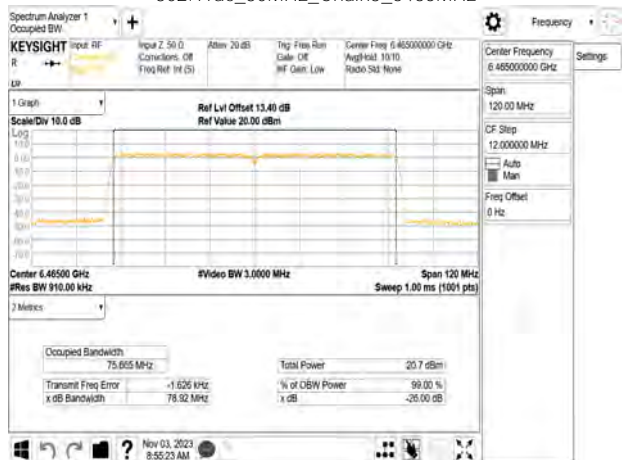 Spectrum Analyzer 1
Occupied BW
Frequency
KEYSIGHT Input: RF
R
Input Z: 50 Ω
Corrections: Off
Freq Ref: Int (S)
Atten: 20 dB
Trig: Free Run
Gate: Off
#IF Gain: Low
Center Freq: 6.465000000 GHz
Avg|Hold: 10/10
Radio Std: None
Center Frequency
6.465000000 GHz
Settings
Span
120.00 MHz
CF Step
12.000000 MHz
Auto
Man
Freq Offset
0 Hz
1 Graph
Scale/Div 10.0 dB
Ref Lvl Offset 13.40 dB
Ref Value 20.00 dBm
Log
Center 6.46500 GHz
#Res BW 910.00 kHz
#Video BW 3.0000 MHz
Span 120 MHz
Sweep 1.00 ms (1001 pts)
2 Metrics
Occupied Bandwidth
Total Power 20.7 dBm
Transmit Freq Error -1.626 kHz
% of OBW Power 99.00 %
x dB Bandwidth 78.92 MHz
x dB -26.00 dB
Nov 03, 2023
8:55:23 AM